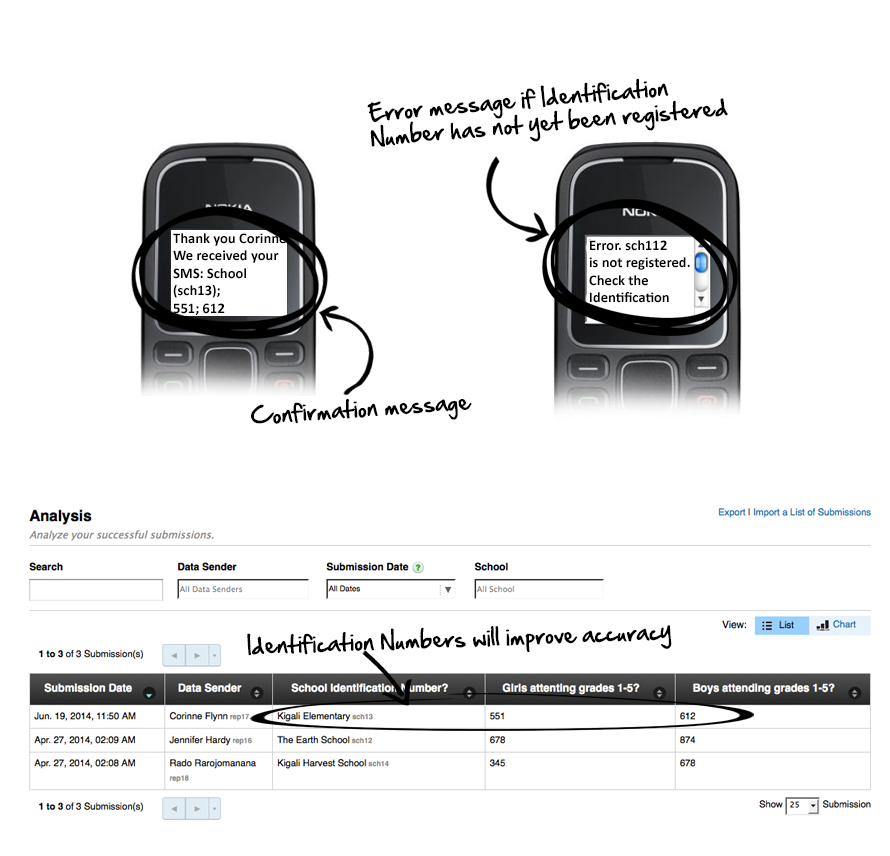 Error message if Identification
Number has not yet been registered
NOKIA
Thank you Corinne
We received your
SMS: School
(sch13);
551; 612
NOK
Error. sch112
is not registered.
Check the
Identification
Confirmation message
Analysis
Export | Import a List of Submissions
Analyze your successful submissions.
Search Data Sender Submission Date ? School
All Data Senders All Dates All School
View: List Chart
Identification Numbers will improve accuracy
1 to 3 of 3 Submission(s)
Submission Date Data Sender School Identification Number? Girls attenting grades 1-5? Boys attending grades 1-5?
Jun. 19, 2014, 11:50 AM Corinne Flynn rep17 Kigali Elementary sch13 551 612
Apr. 27, 2014, 02:09 AM Jennifer Hardy rep16 The Earth School sch12 678 874
Apr. 27, 2014, 02:08 AM Rado Rarojomanana Kigali Harvest School sch14 345 678
rep18
1 to 3 of 3 Submission(s) Show 25 Submission